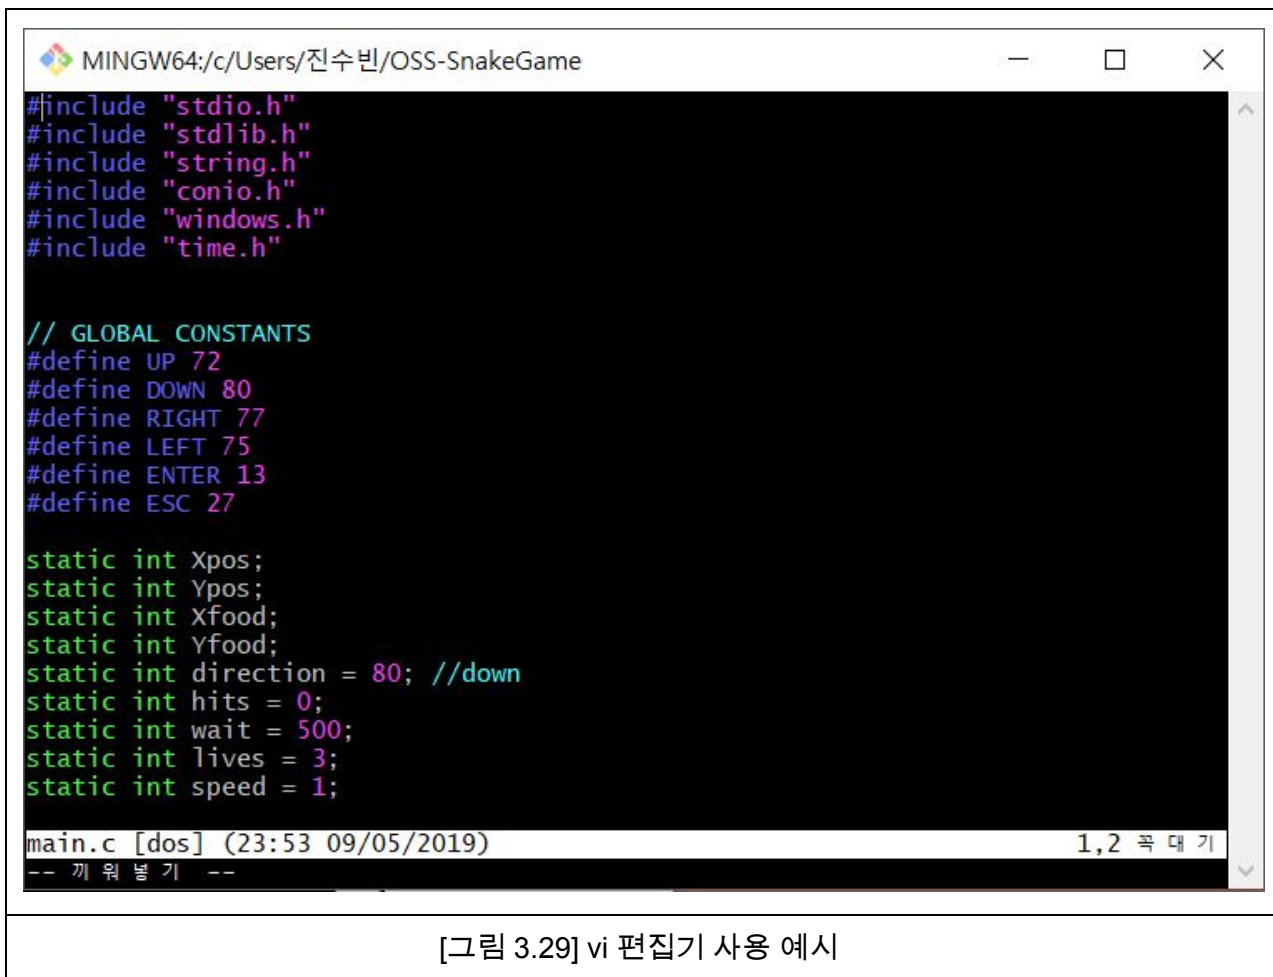 MINGW64:/c/Users/진수빈/OSS-SnakeGame
#include "stdio.h"
#include "stdlib.h"
#include "string.h"
#include "conio.h"
#include "windows.h"
#include "time.h"
// GLOBAL CONSTANTS
#define UP 72
#define DOWN 80
#define RIGHT 77
#define LEFT 75
#define ENTER 13
#define ESC 27
static int Xpos;
static int Ypos;
static int Xfood;
static int Yfood;
static int direction = 80; //down
static int hits = 0;
static int wait = 500;
static int lives = 3;
static int speed = 1;
main.c [dos] (23:53 09/05/2019) 1,2 꼭대기
-- 끼워넣기 --
[그림 3.29] vi 편집기 사용 예시